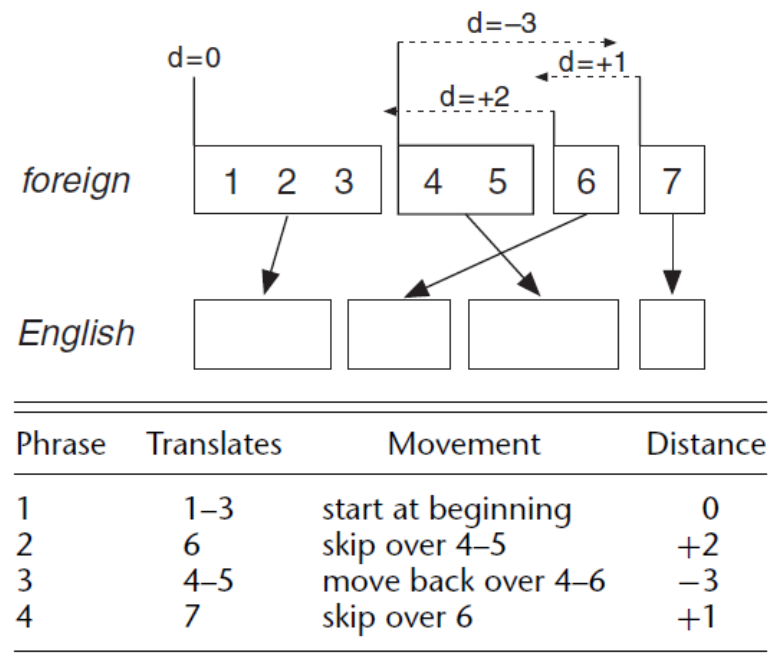 d=–3
d=0
d=+1
d=+2
foreign 1 2 3 4 5 6 7
English
Phrase Translates Movement Distance
1 1–3 start at beginning 0
2 6 skip over 4–5 +2
3 4–5 move back over 4–6 −3
4 7 skip over 6 +1